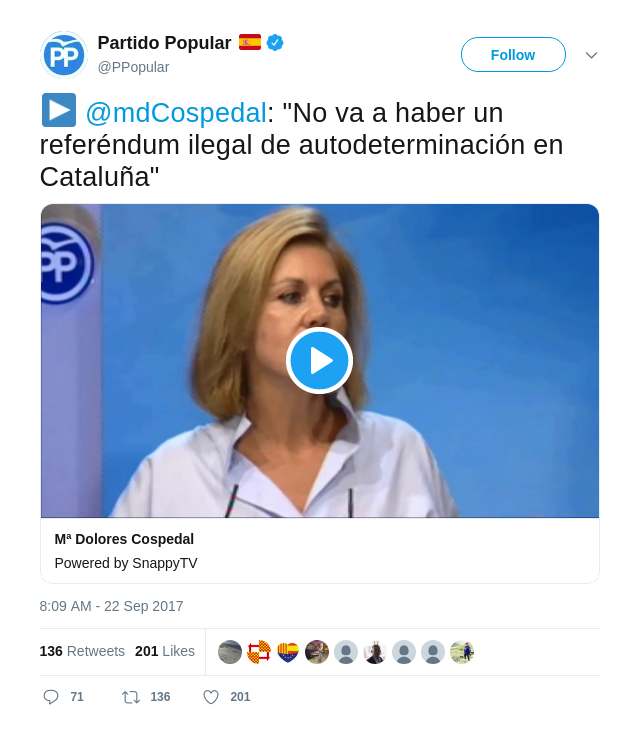 Partido Popular
@PPopular
Follow
@mdCospedal: "No va a haber un
referéndum ilegal de autodeterminación en
Cataluña"
PP
PP
Mª Dolores Cospedal
Powered by SnappyTV
8:09 AM - 22 Sep 2017
136 Retweets 201 Likes
71 136 201